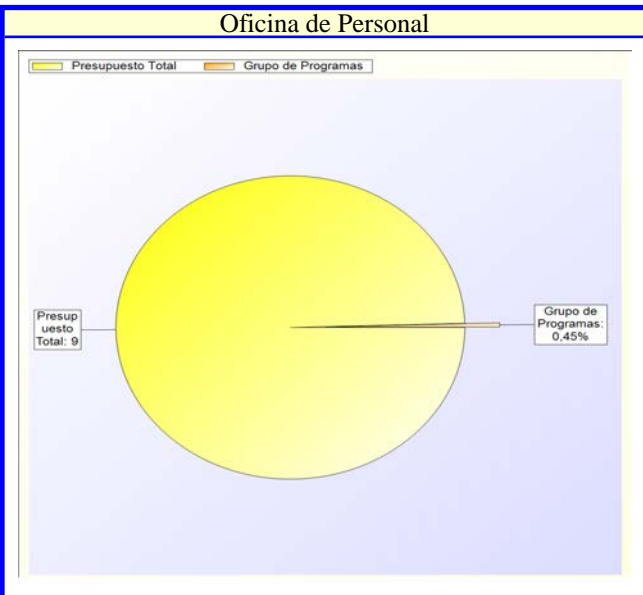 Oficina de Personal
Presupuesto Total Grupo de Programas
Presup
uesto
Total: 9
Grupo de
Programas:
0,45%